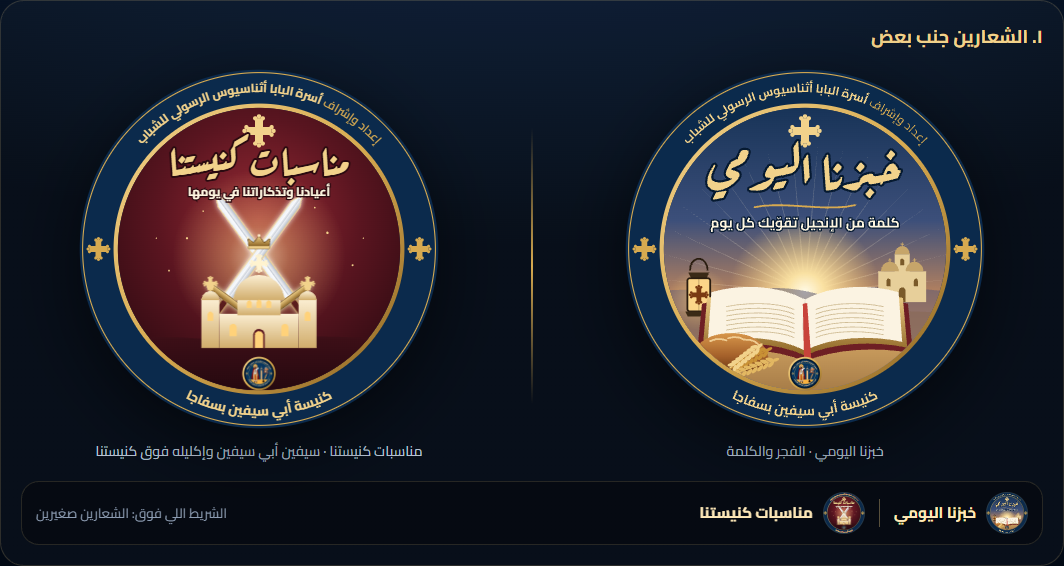 ١. الشعارين جنب بعض
إعداد وإشراف أسرة البابا أثناسيوس الرسولي للشباب
خبزنا اليومي
كلمة من الإنجيل تقوّيك كل يوم
كنيسة أبي سيفين بسفاجا
خبزنا اليومي · الفجر والكلمة
إعداد وإشراف أسرة البابا أثناسيوس الرسولي للشباب
مناسبات كنيستنا
أعيادنا وتذكاراتنا في يومها
كنيسة أبي سيفين بسفاجا
مناسبات كنيستنا · سيفين أبي سيفين وإكليله فوق كنيستنا
خبزنا اليومي
مناسبات كنيستنا
الشريط اللي فوق: الشعارين صغيرين